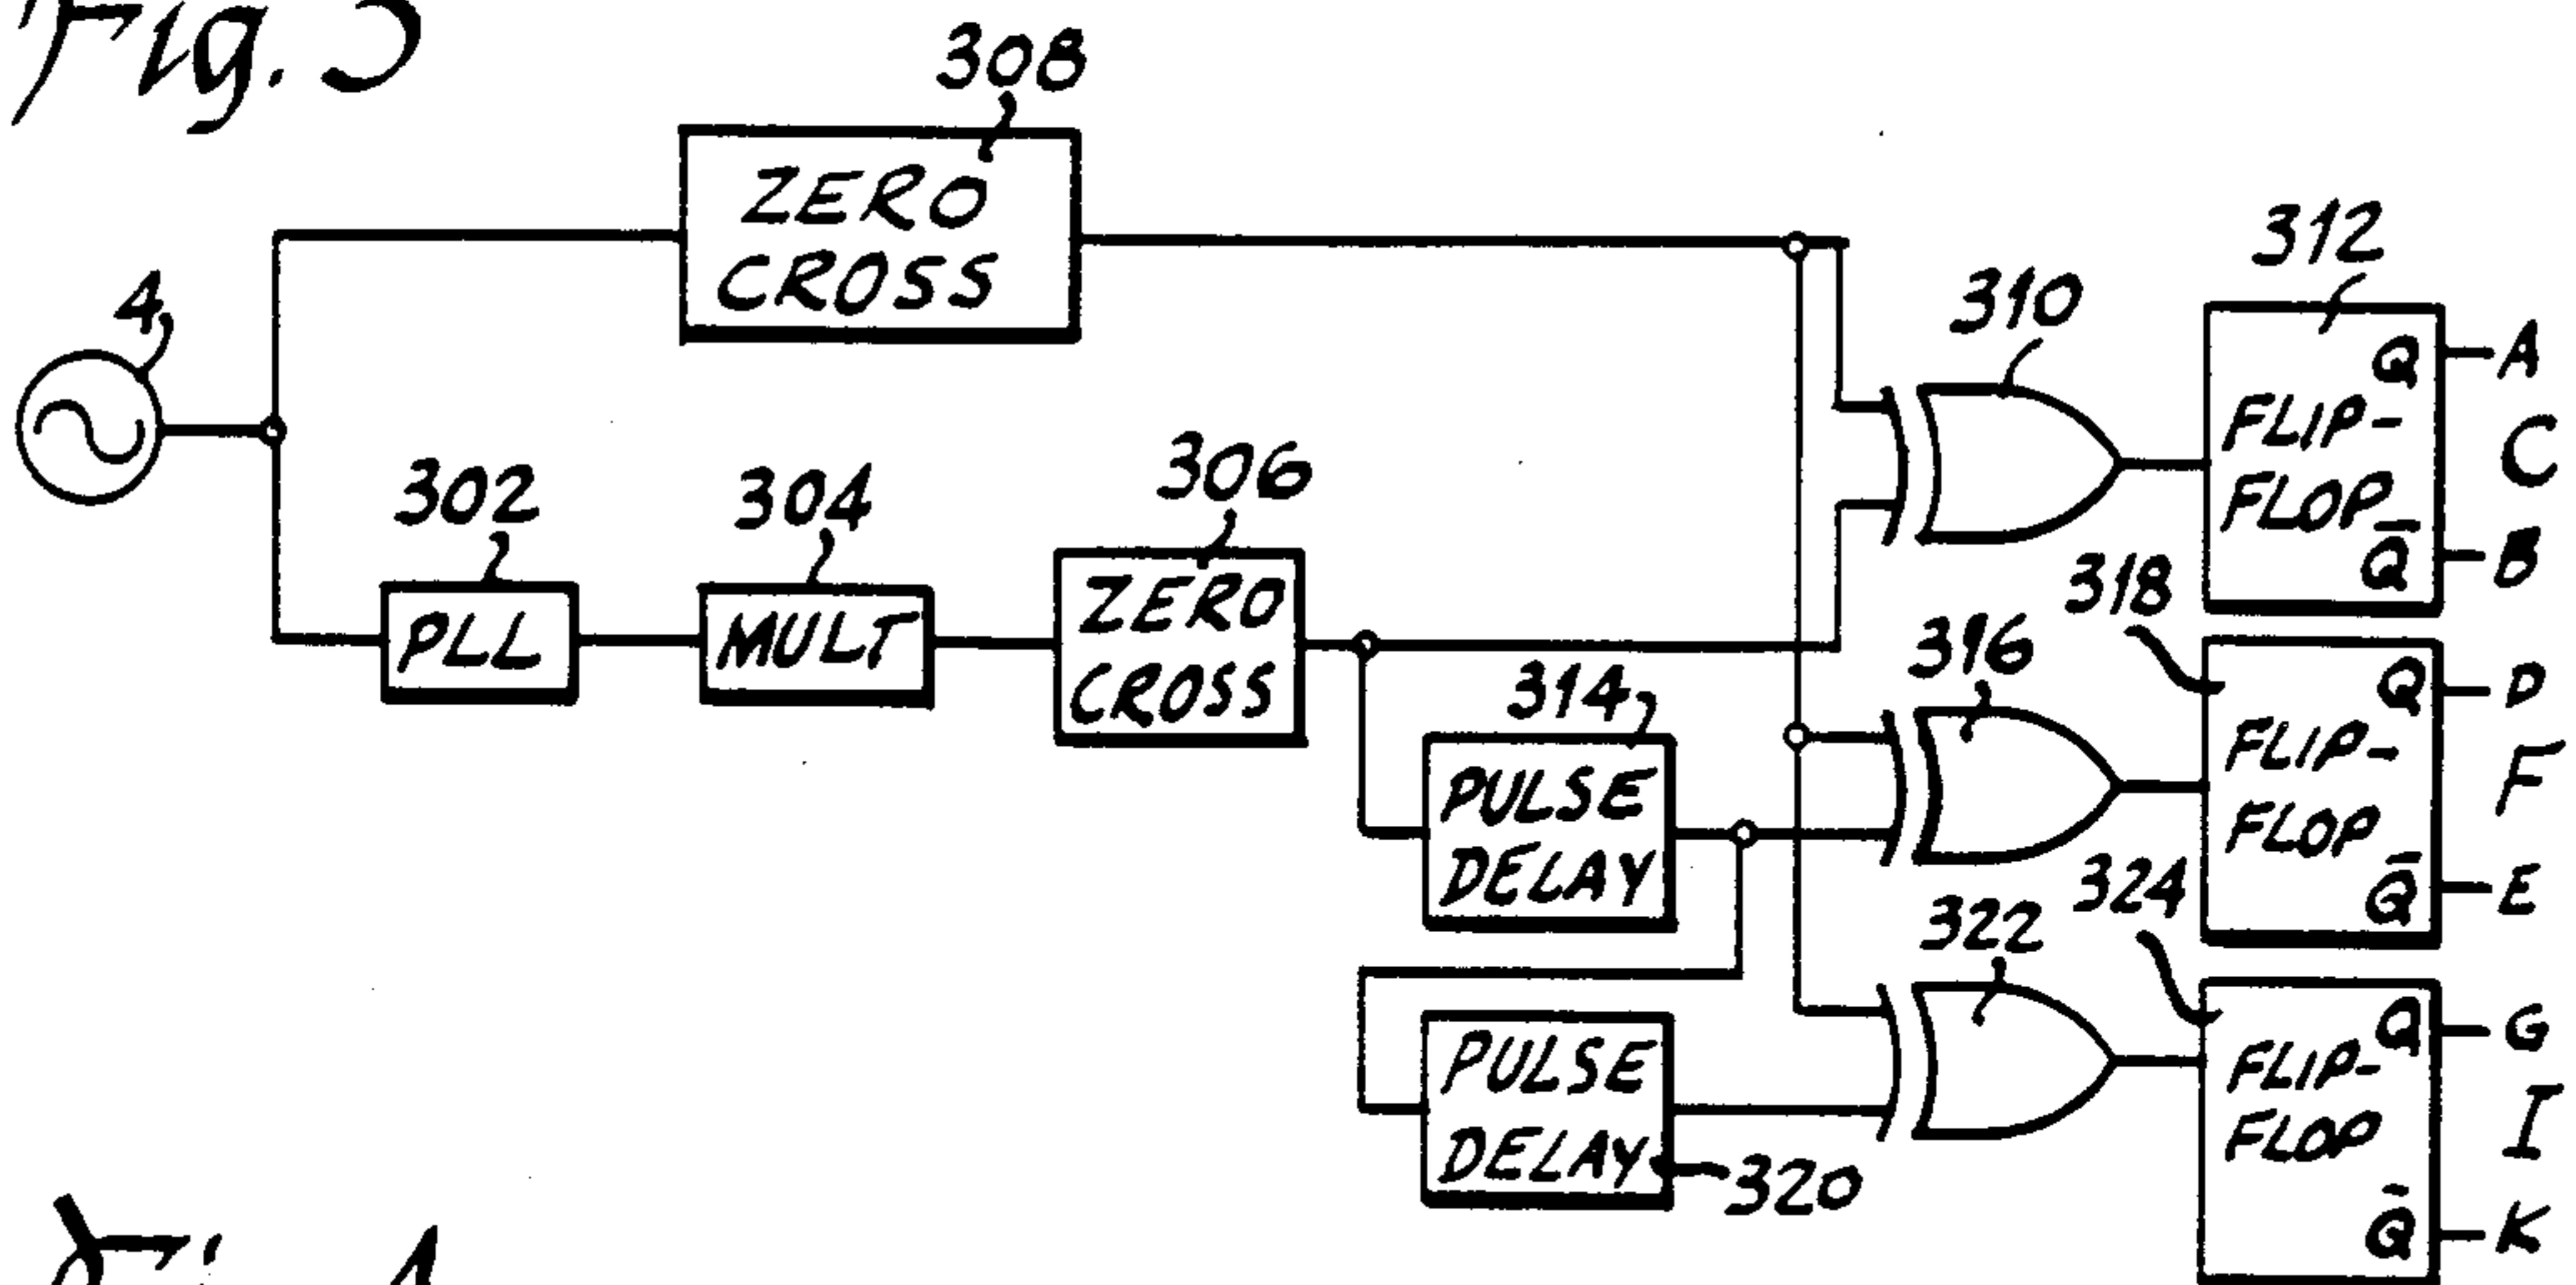 Fig. 3
308
ZERO
CROSS
4
312
310
Q
A
FLIP-
FLOP
C
Q̄
B
302
304
306
PLL
MULT
ZERO
CROSS
318
316
314
Q
D
FLIP-
FLOP
F
Q̄
E
PULSE
DELAY
324
322
Q
G
FLIP-
FLOP
I
Q̄
K
PULSE
DELAY
320